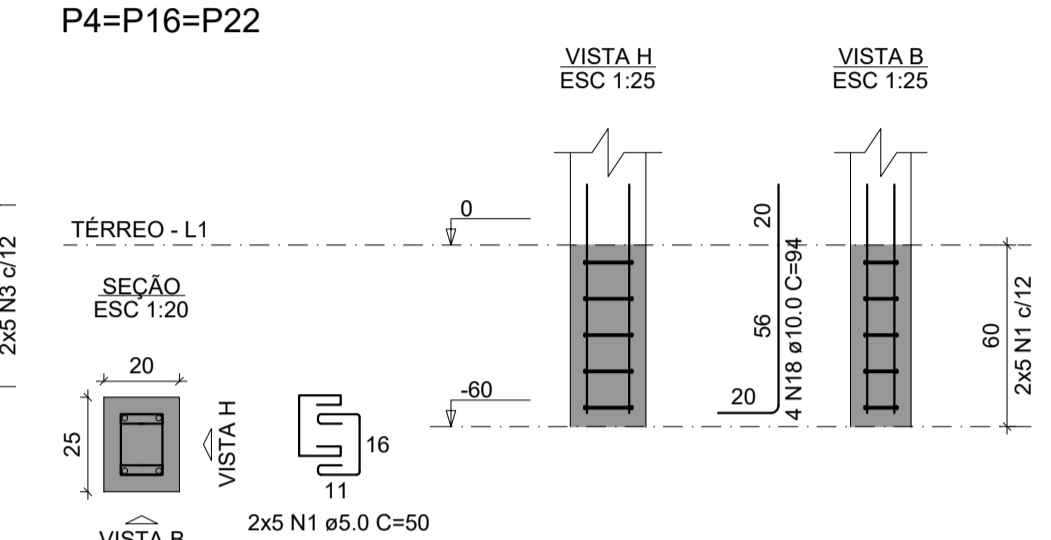 P4=P16=P22
VISTA H
ESC 1:25
VISTA B
ESC 1:25
2x5 N3 c/12
TÉRREO - L1
0
20
56
20
4 N18 ø10.0 C=94
60
2x5 N1 c/12
SEÇÃO
ESC 1:20
20
25
VISTA H
VISTA B
-60
16
11
2x5 N1 ø5.0 C=50